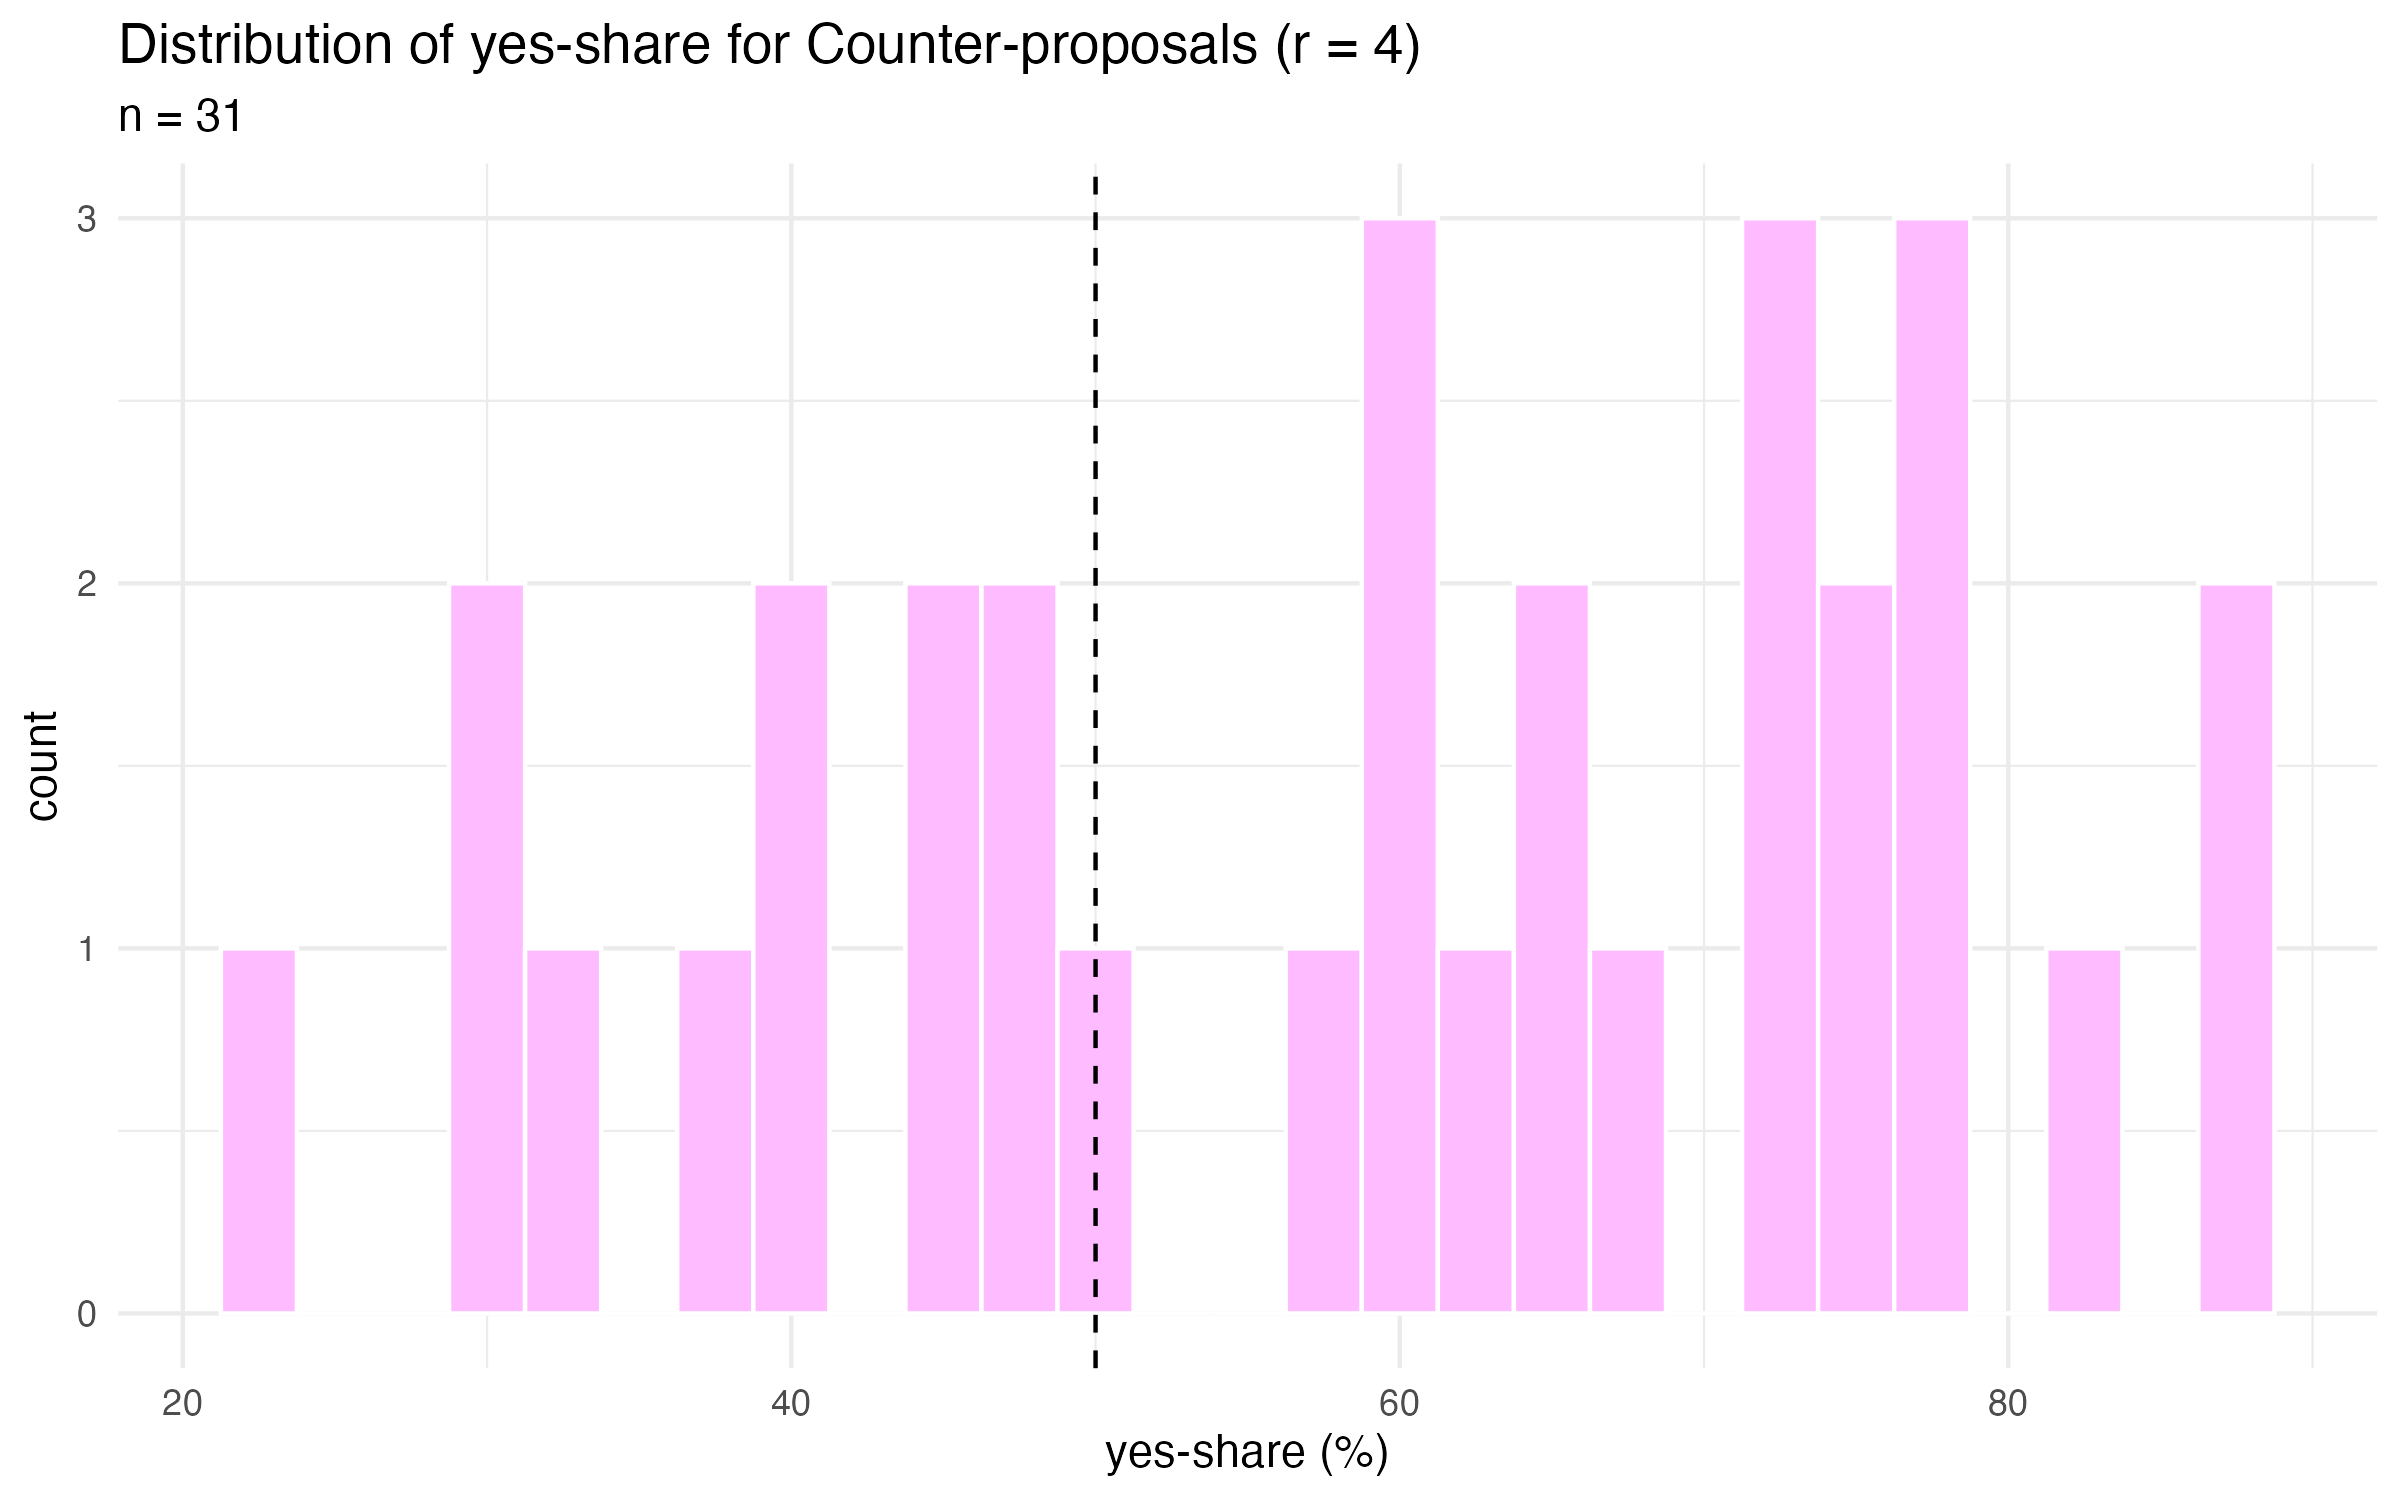 Distribution of yes-share for Counter-proposals (r = 4)
n = 31
3
2
1
0
count
20 40 60 80
yes-share (%)